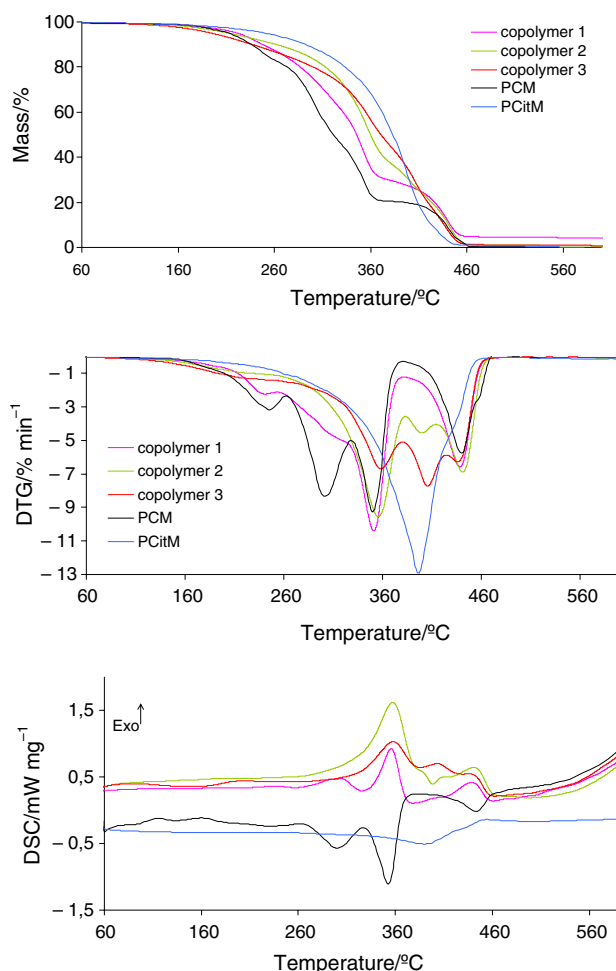 100
80
60
40
20
0
Mass/%
copolymer 1
copolymer 2
copolymer 3
PCM
PCitM
60 160 260 360 460 560
Temperature/ºC
– 1
– 3
– 5
– 7
– 9
– 11
– 13
DTG/% min⁻¹
copolymer 1
copolymer 2
copolymer 3
PCM
PCitM
60 160 260 360 460 560
Temperature/ºC
1,5
0,5
– 0,5
– 1,5
DSC/mW mg⁻¹
Exo↑
60 160 260 360 460 560
Temperature/ºC